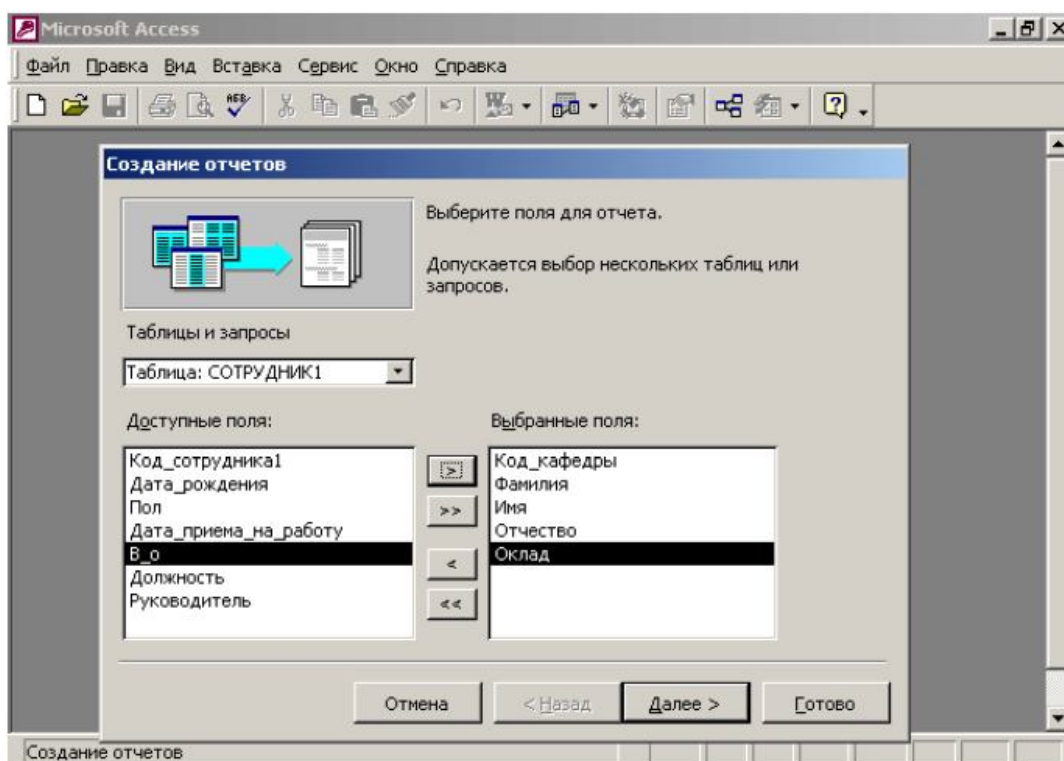 Microsoft Access
Файл Правка Вид Вставка Сервис Окно Справка
Создание отчетов
Выберите поля для отчета.
Допускается выбор нескольких таблиц или
запросов.
Таблицы и запросы
Таблица: СОТРУДНИК1
Доступные поля:
Выбранные поля:
Код_сотрудника1
Дата_рождения
Пол
Дата_приема_на_работу
В_о
Должность
Руководитель
>
>>
<
<<
Код_кафедры
Фамилия
Имя
Отчество
Оклад
Отмена
< Назад
Далее >
Готово
Создание отчетов